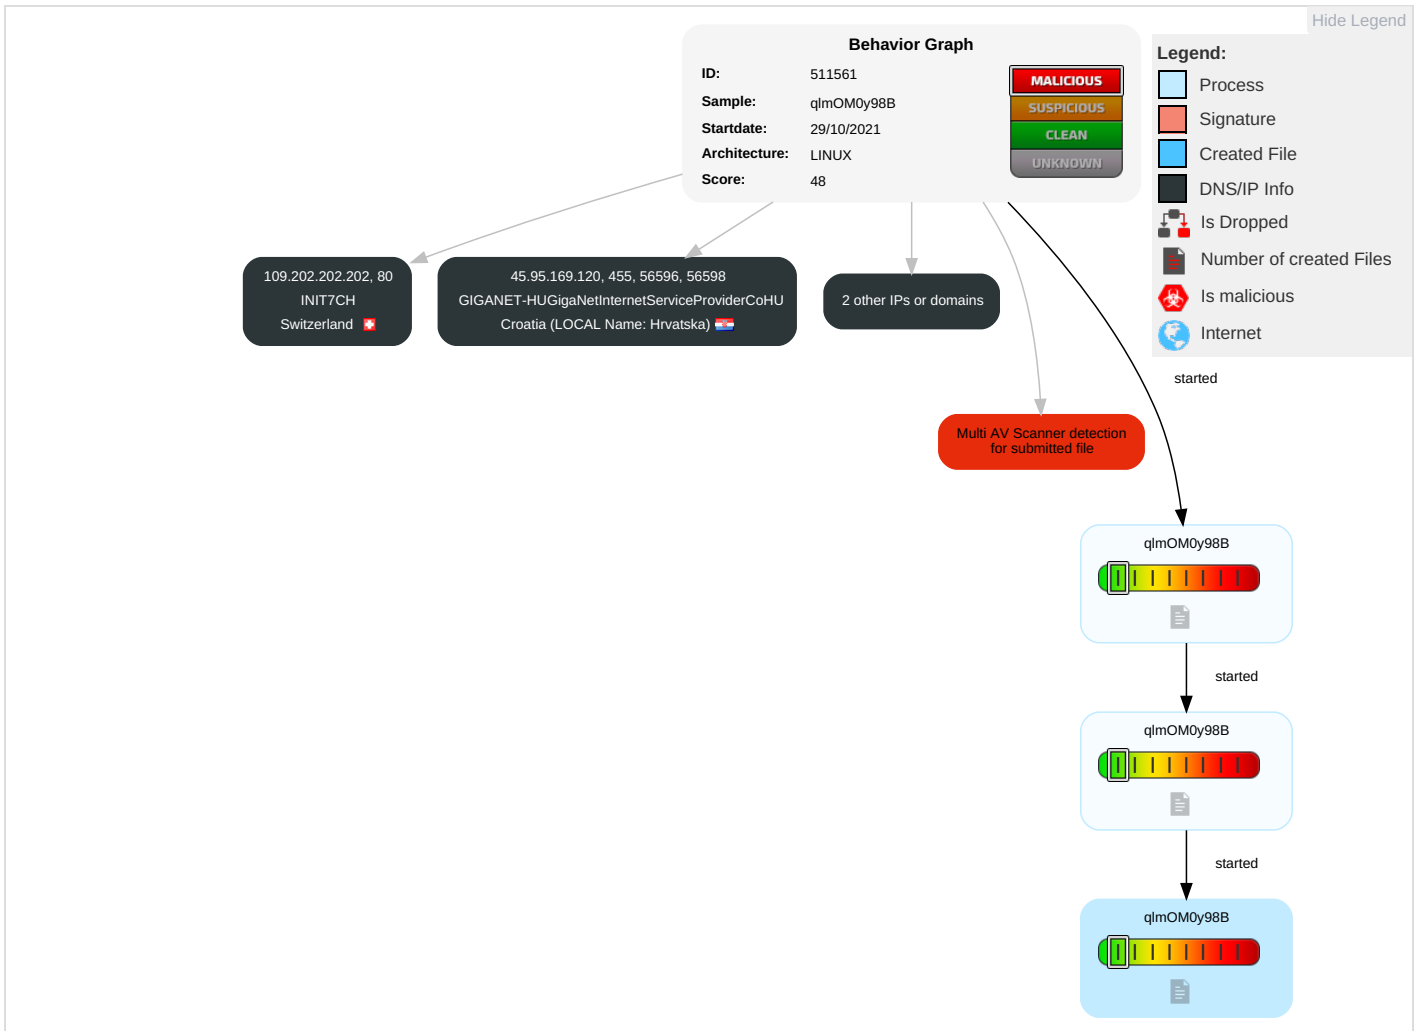 Hide Legend
Behavior Graph
ID: 511561
Sample: qlmOM0y98B
Startdate: 29/10/2021
Architecture: LINUX
Score: 48
MALICIOUS
SUSPICIOUS
CLEAN
UNKNOWN
Legend:
Process
Signature
Created File
DNS/IP Info
Is Dropped
Number of created Files
Is malicious
Internet
109.202.202.202, 80
INIT7CH
Switzerland
45.95.169.120, 455, 56596, 56598
GIGANET-HUGigaNetInternetServiceProviderCoHU
Croatia (LOCAL Name: Hrvatska)
2 other IPs or domains
started
Multi AV Scanner detection
for submitted file
qlmOM0y98B
started
qlmOM0y98B
started
qlmOM0y98B